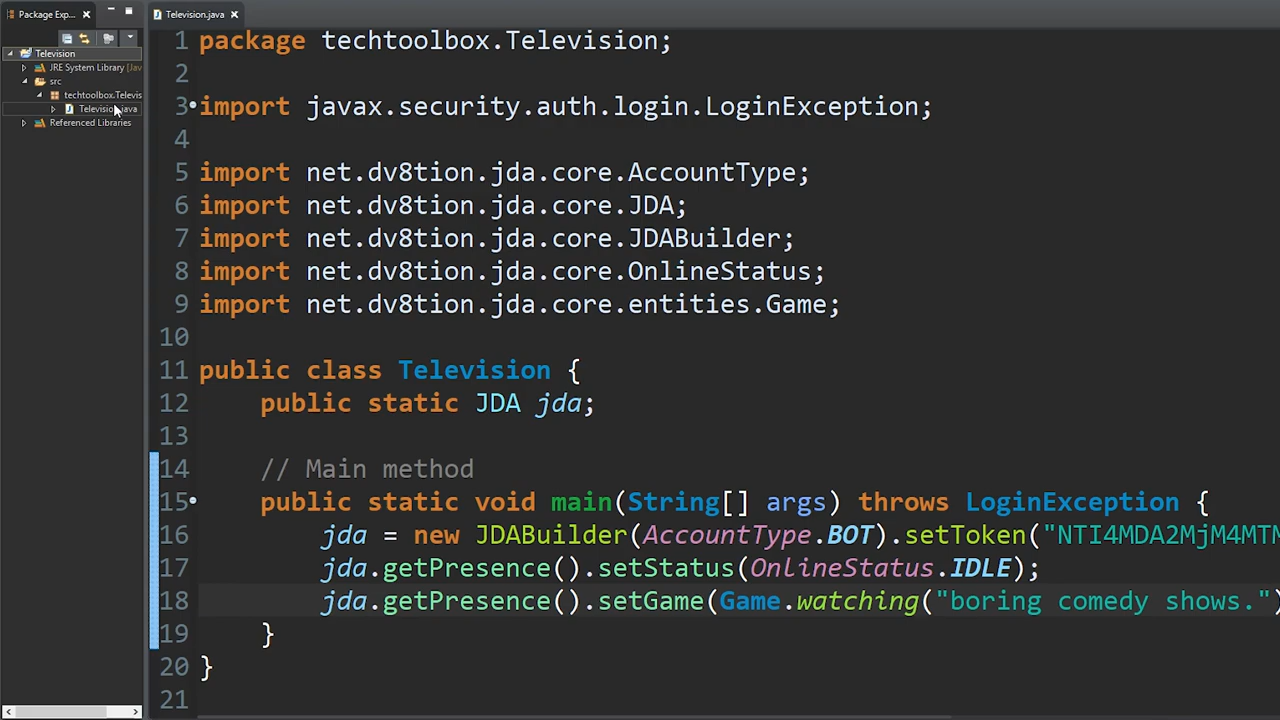 Package Exp...
Television.java
Television
JRE System Library [Jav
src
techtoolbox.Televis
Television.java
Referenced Libraries
1 package techtoolbox.Television;
2
3 import javax.security.auth.login.LoginException;
4
5 import net.dv8tion.jda.core.AccountType;
6 import net.dv8tion.jda.core.JDA;
7 import net.dv8tion.jda.core.JDABuilder;
8 import net.dv8tion.jda.core.OnlineStatus;
9 import net.dv8tion.jda.core.entities.Game;
10
11 public class Television {
12 public static JDA jda;
13
14 // Main method
15 public static void main(String[] args) throws LoginException {
16 jda = new JDABuilder(AccountType.BOT).setToken("NTI4MDA2MjM4MTM
17 jda.getPresence().setStatus(OnlineStatus.IDLE);
18 jda.getPresence().setGame(Game.watching("boring comedy shows.")
19 }
20 }
21